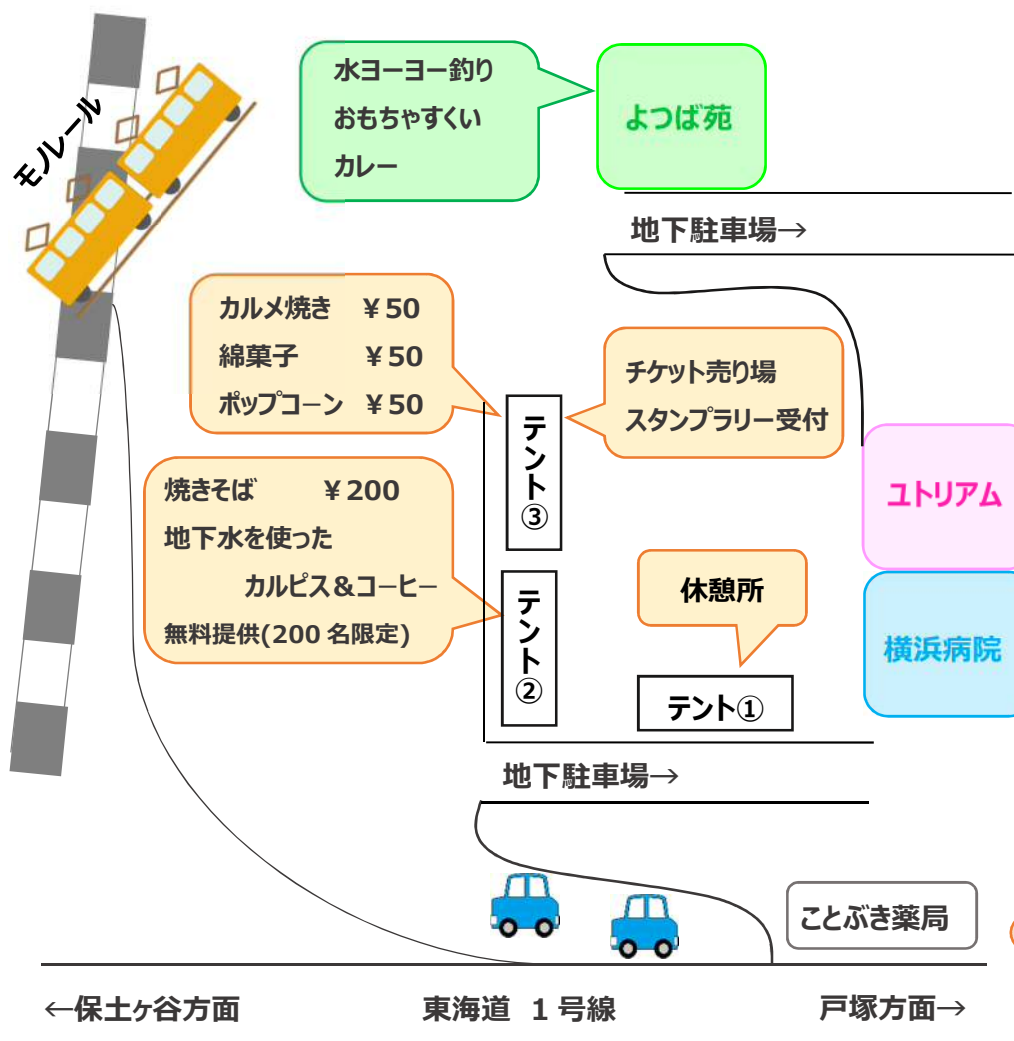 モノレール
水ヨーヨー釣り
おもちゃすくい
カレー
よつば苑
地下駐車場→
カルメ焼き ¥50
綿菓子 ¥50
ポップコーン ¥50
チケット売り場
スタンプラリー受付
テント③
ユトリアム
焼きそば ¥200
地下水を使った
カルピス&コーヒー
無料提供(200名限定)
テント②
休憩所
テント①
横浜病院
地下駐車場→
ことぶき薬局
←保土ヶ谷方面
東海道 1号線
戸塚方面→